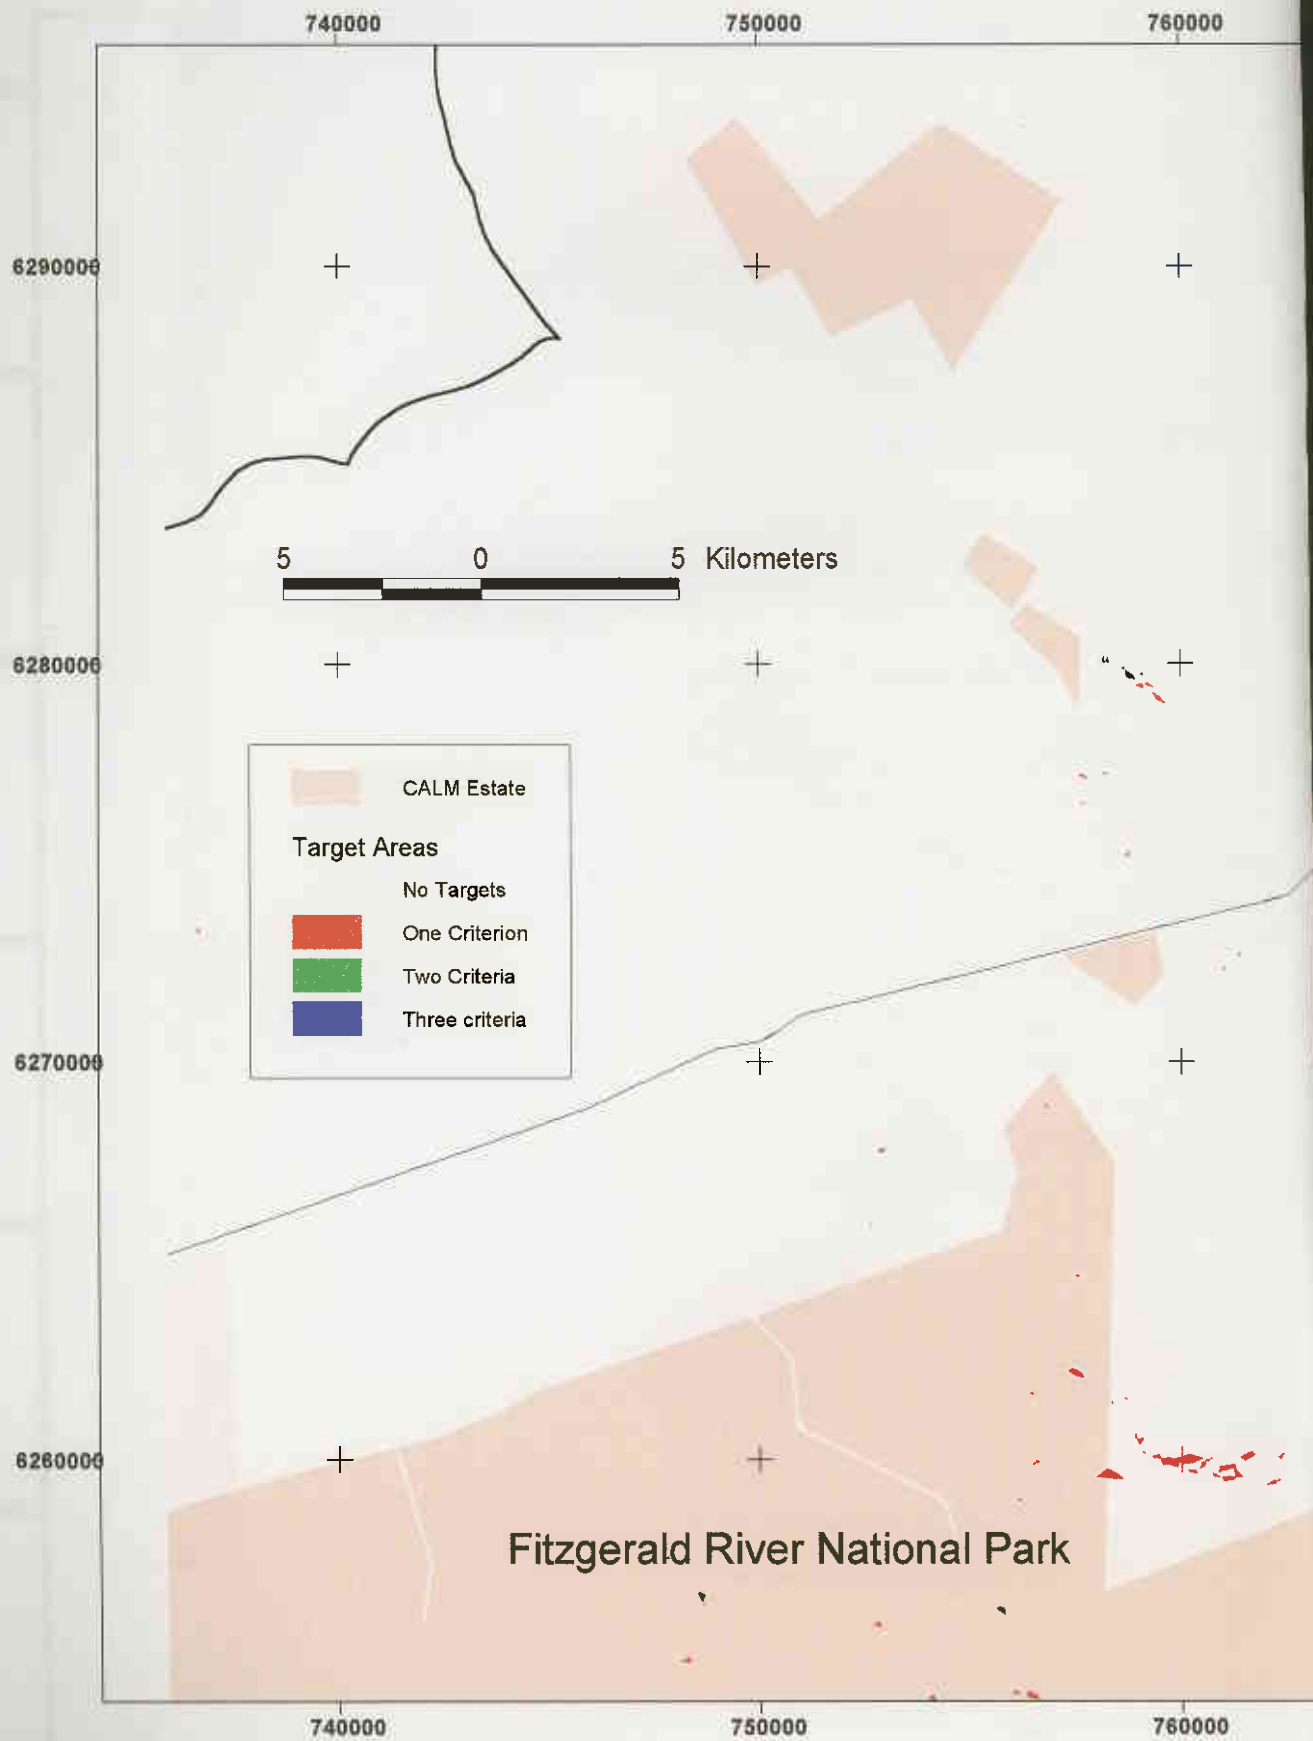 740000 750000 760000
6290000
5 0 5 Kilometers
6280000
CALM Estate
Target Areas
No Targets
One Criterion
Two Criteria
Three criteria
6270000
6260000
Fitzgerald River National Park
740000 750000 760000